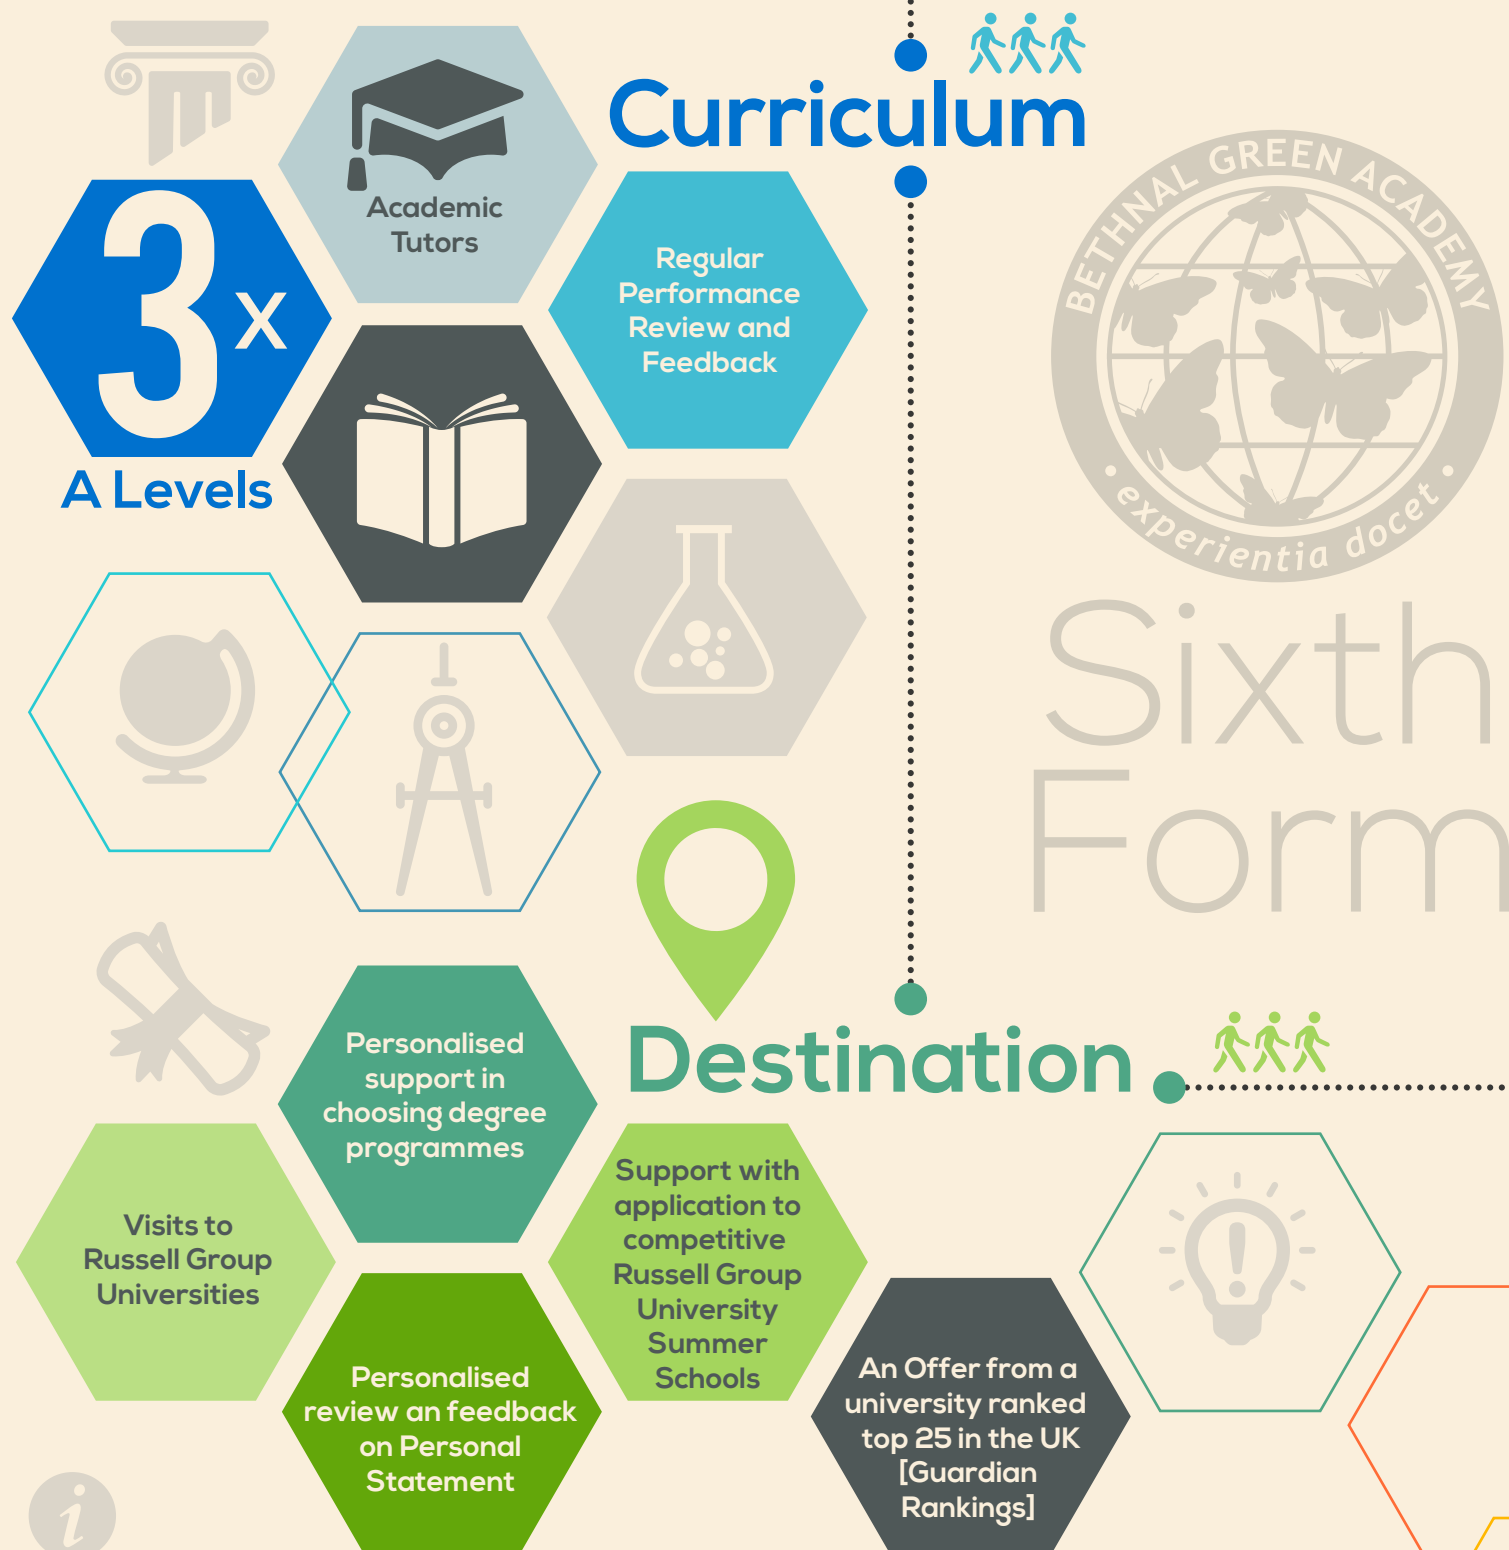 Curriculum
Academic
Tutors
3x
A Levels
Regular
Performance
Review and
Feedback
BETHNAL GREEN ACADEMY
• experientia docet •
Sixth
Form
Destination
Personalised
support in
choosing degree
programmes
Visits to
Russell Group
Universities
Support with
application to
competitive
Russell Group
University
Summer
Schools
Personalised
review an feedback
on Personal
Statement
An Offer from a
university ranked
top 25 in the UK
[Guardian
Rankings]
!
i